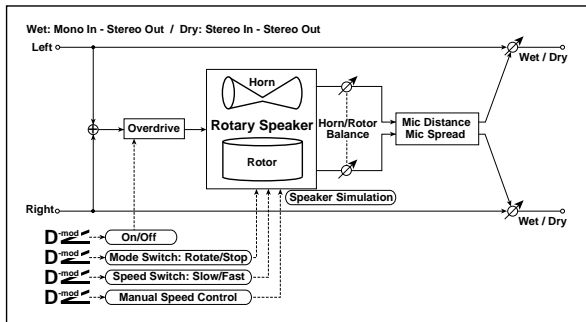 Wet: Mono In - Stereo Out / Dry: Stereo In - Stereo Out
Left
Wet / Dry
Horn
Overdrive
Rotary Speaker
Horn/Rotor
Balance
Mic Distance
Mic Spread
Rotor
Speaker Simulation
Right
Wet / Dry
D-mod
On/Off
D-mod
Mode Switch: Rotate/Stop
D-mod
Speed Switch: Slow/Fast
D-mod
Manual Speed Control